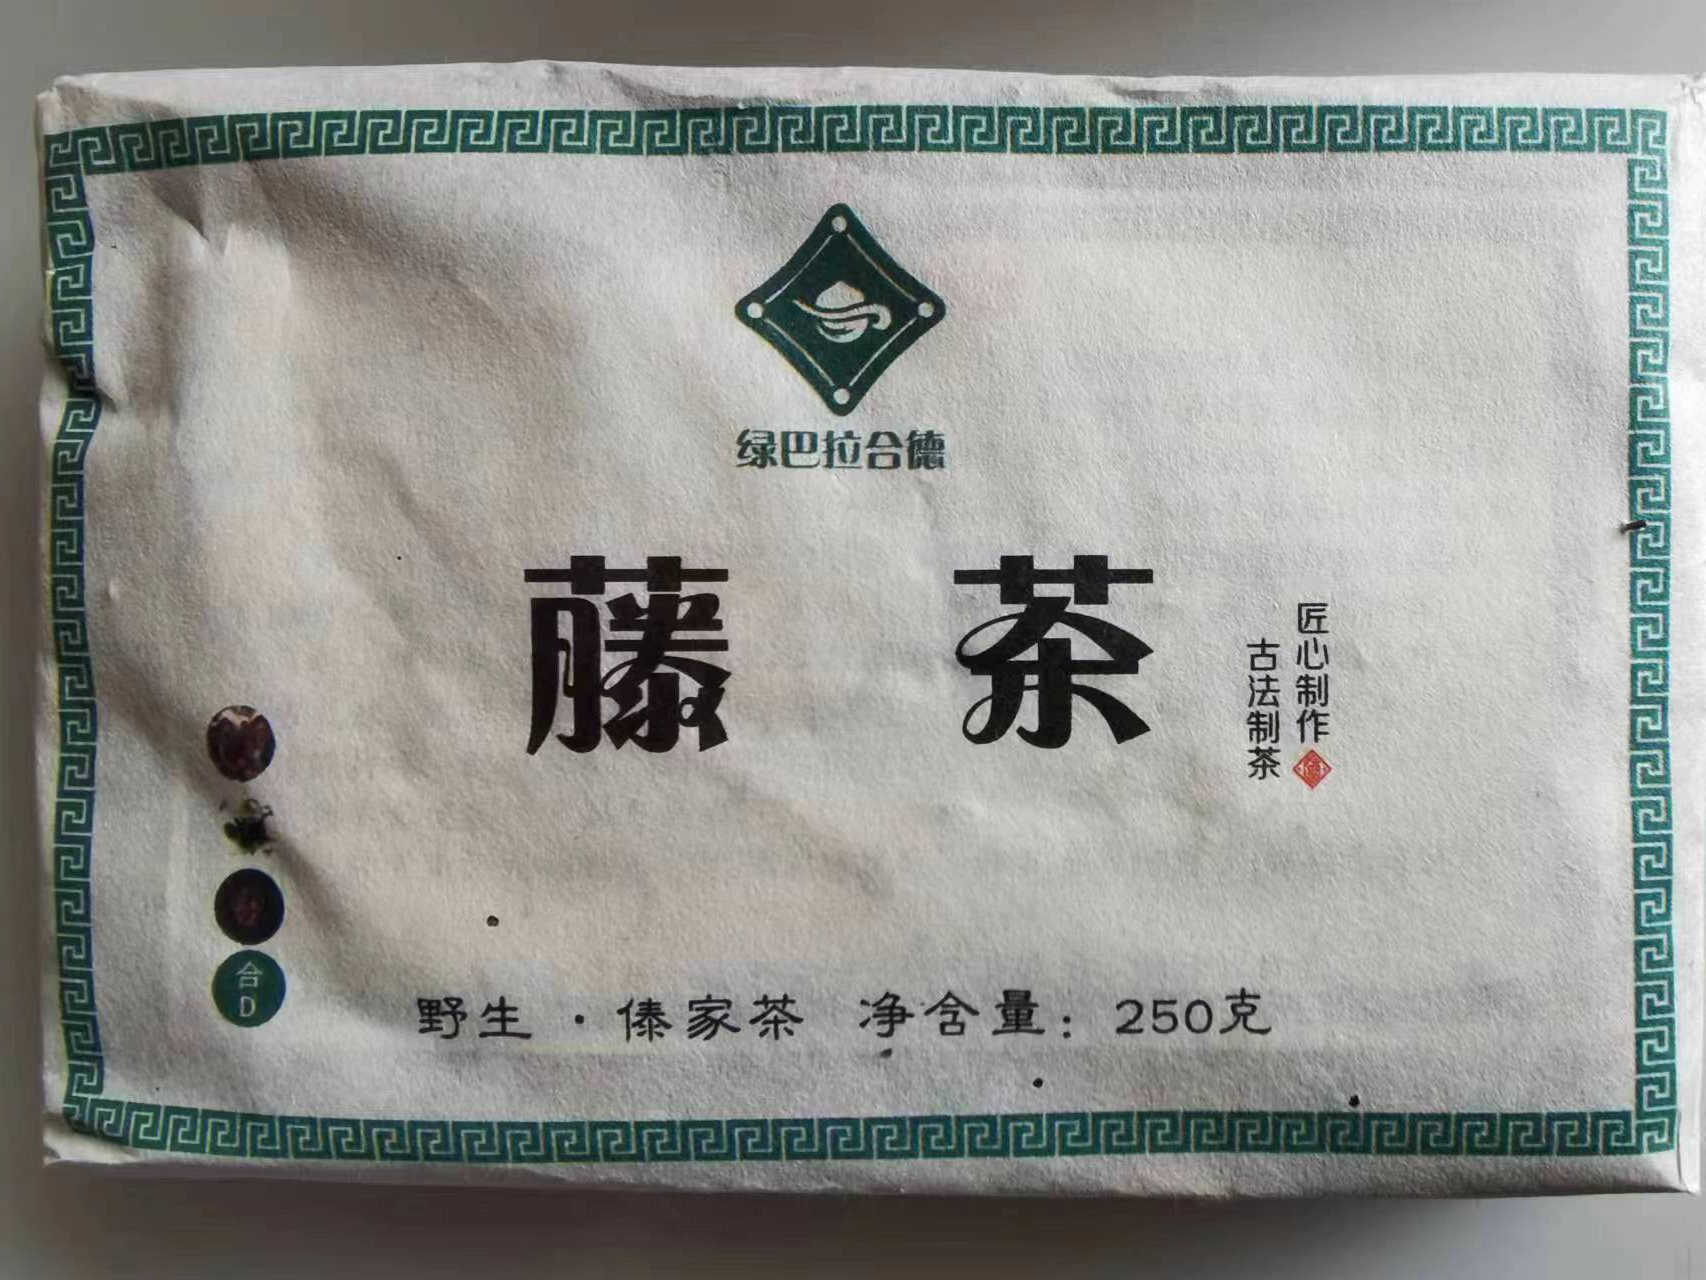 绿巴拉合德
藤 茶
匠心制作
古法制茶
合
D
野生·傣家茶 净含量：250克